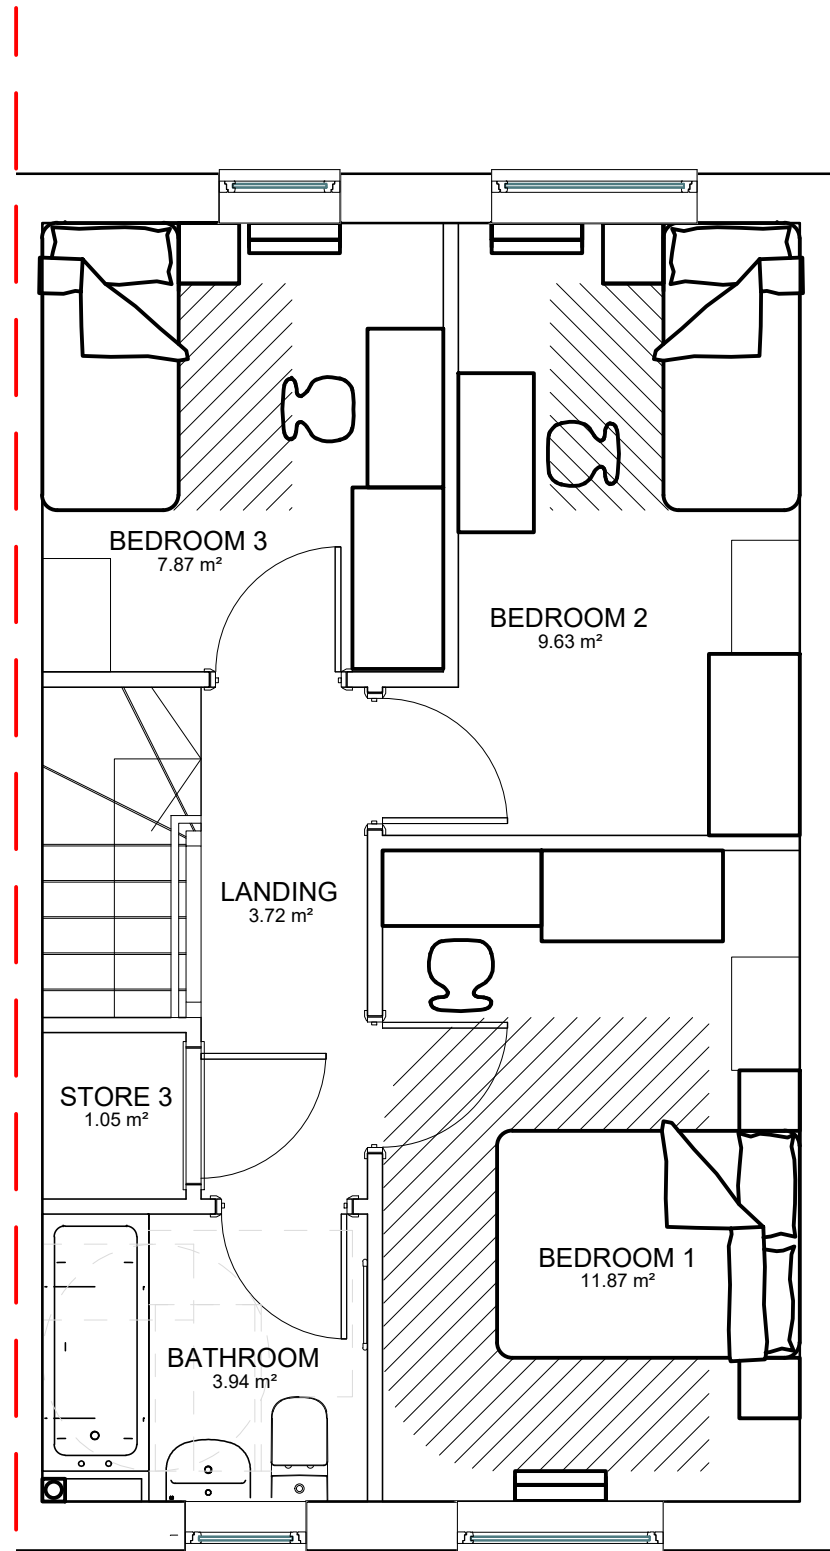 BEDROOM 3
7.87 m²
BEDROOM 2
9.63 m²
LANDING
3.72 m²
STORE 3
1.05 m²
BEDROOM 1
11.87 m²
BATHROOM
3.94 m²